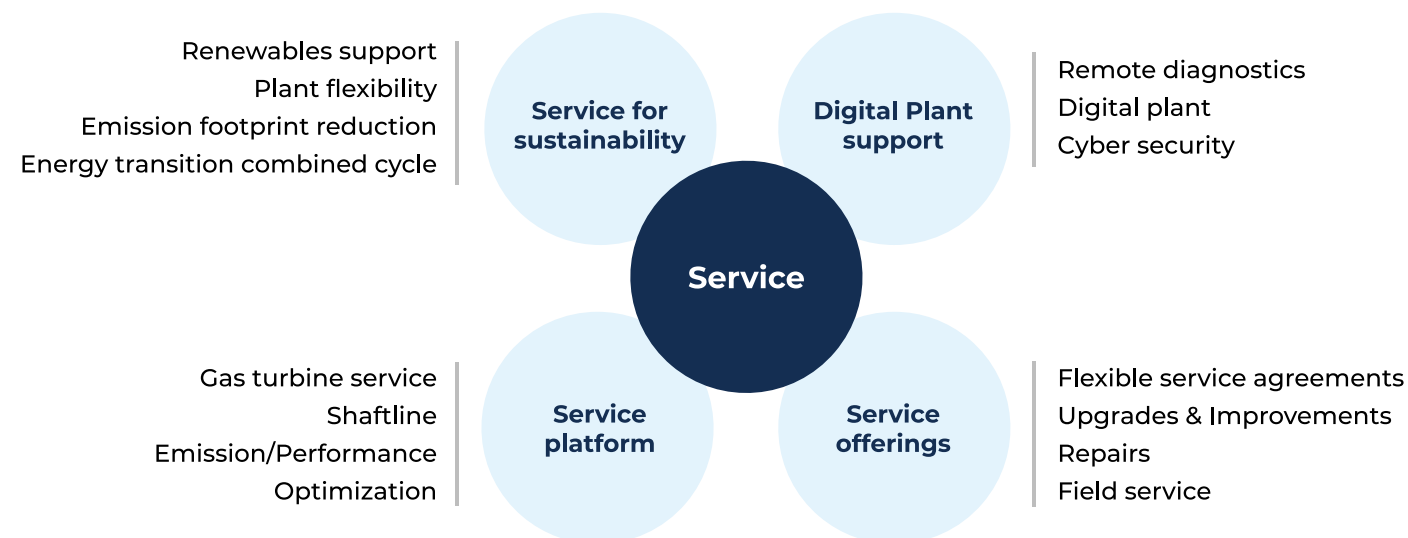 Renewables support
Plant flexibility
Emission footprint reduction
Energy transition combined cycle
Service for
sustainability
Digital Plant
support
Remote diagnostics
Digital plant
Cyber security
Service
Gas turbine service
Shaftline
Emission/Performance
Optimization
Service
platform
Service
offerings
Flexible service agreements
Upgrades & Improvements
Repairs
Field service